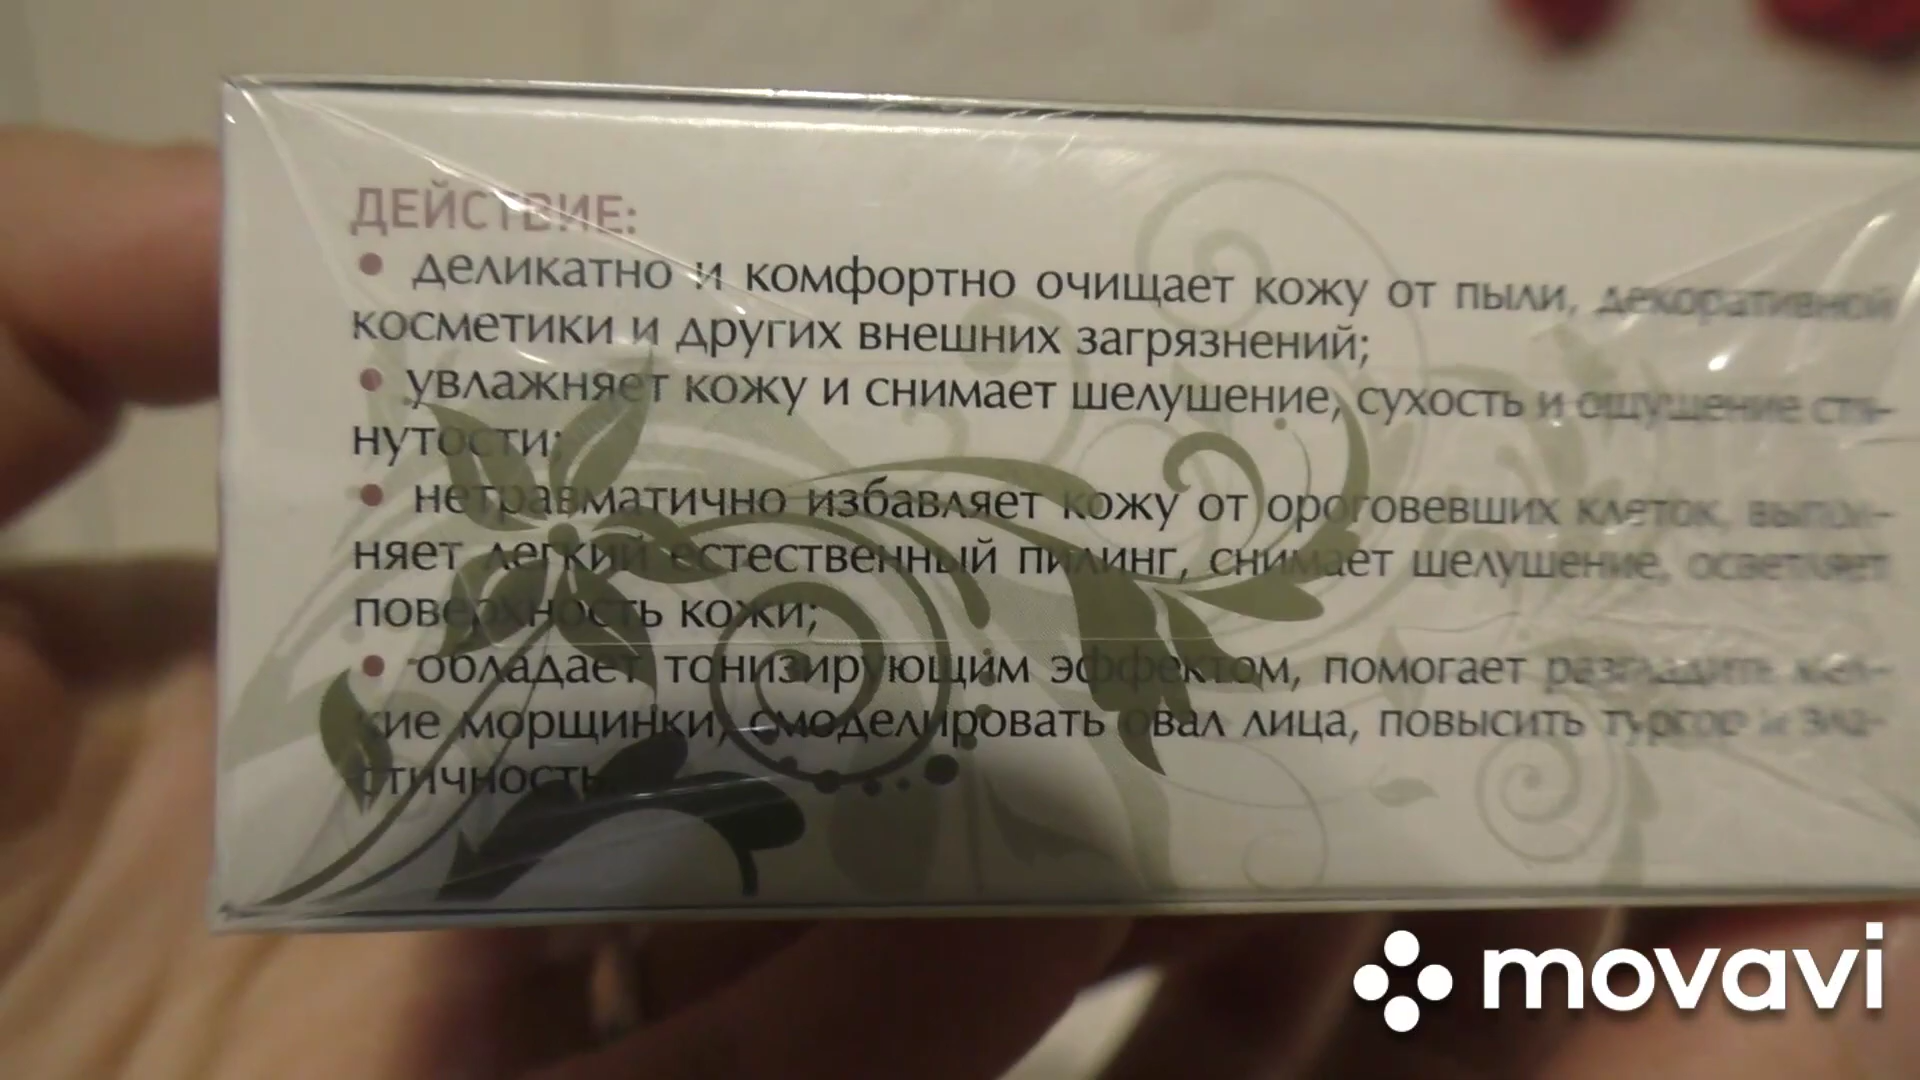 ДЕЙСТВИЕ:
• деликатно и комфортно очищает кожу от пыли, декоративной
косметики и других внешних загрязнений;
• увлажняет кожу и снимает шелушение, сухость и ощущение стя-
нутости;
• нетравматично избавляет кожу от ороговевших клеток, выпол-
няет легкий естественный пилинг, снимает шелушение, осветляет
поверхность кожи;
• обладает тонизирующим эффектом, помогает разгладить мел-
кие морщинки, смоделировать овал лица, повысить тургор и эла-
стичность.
movavi